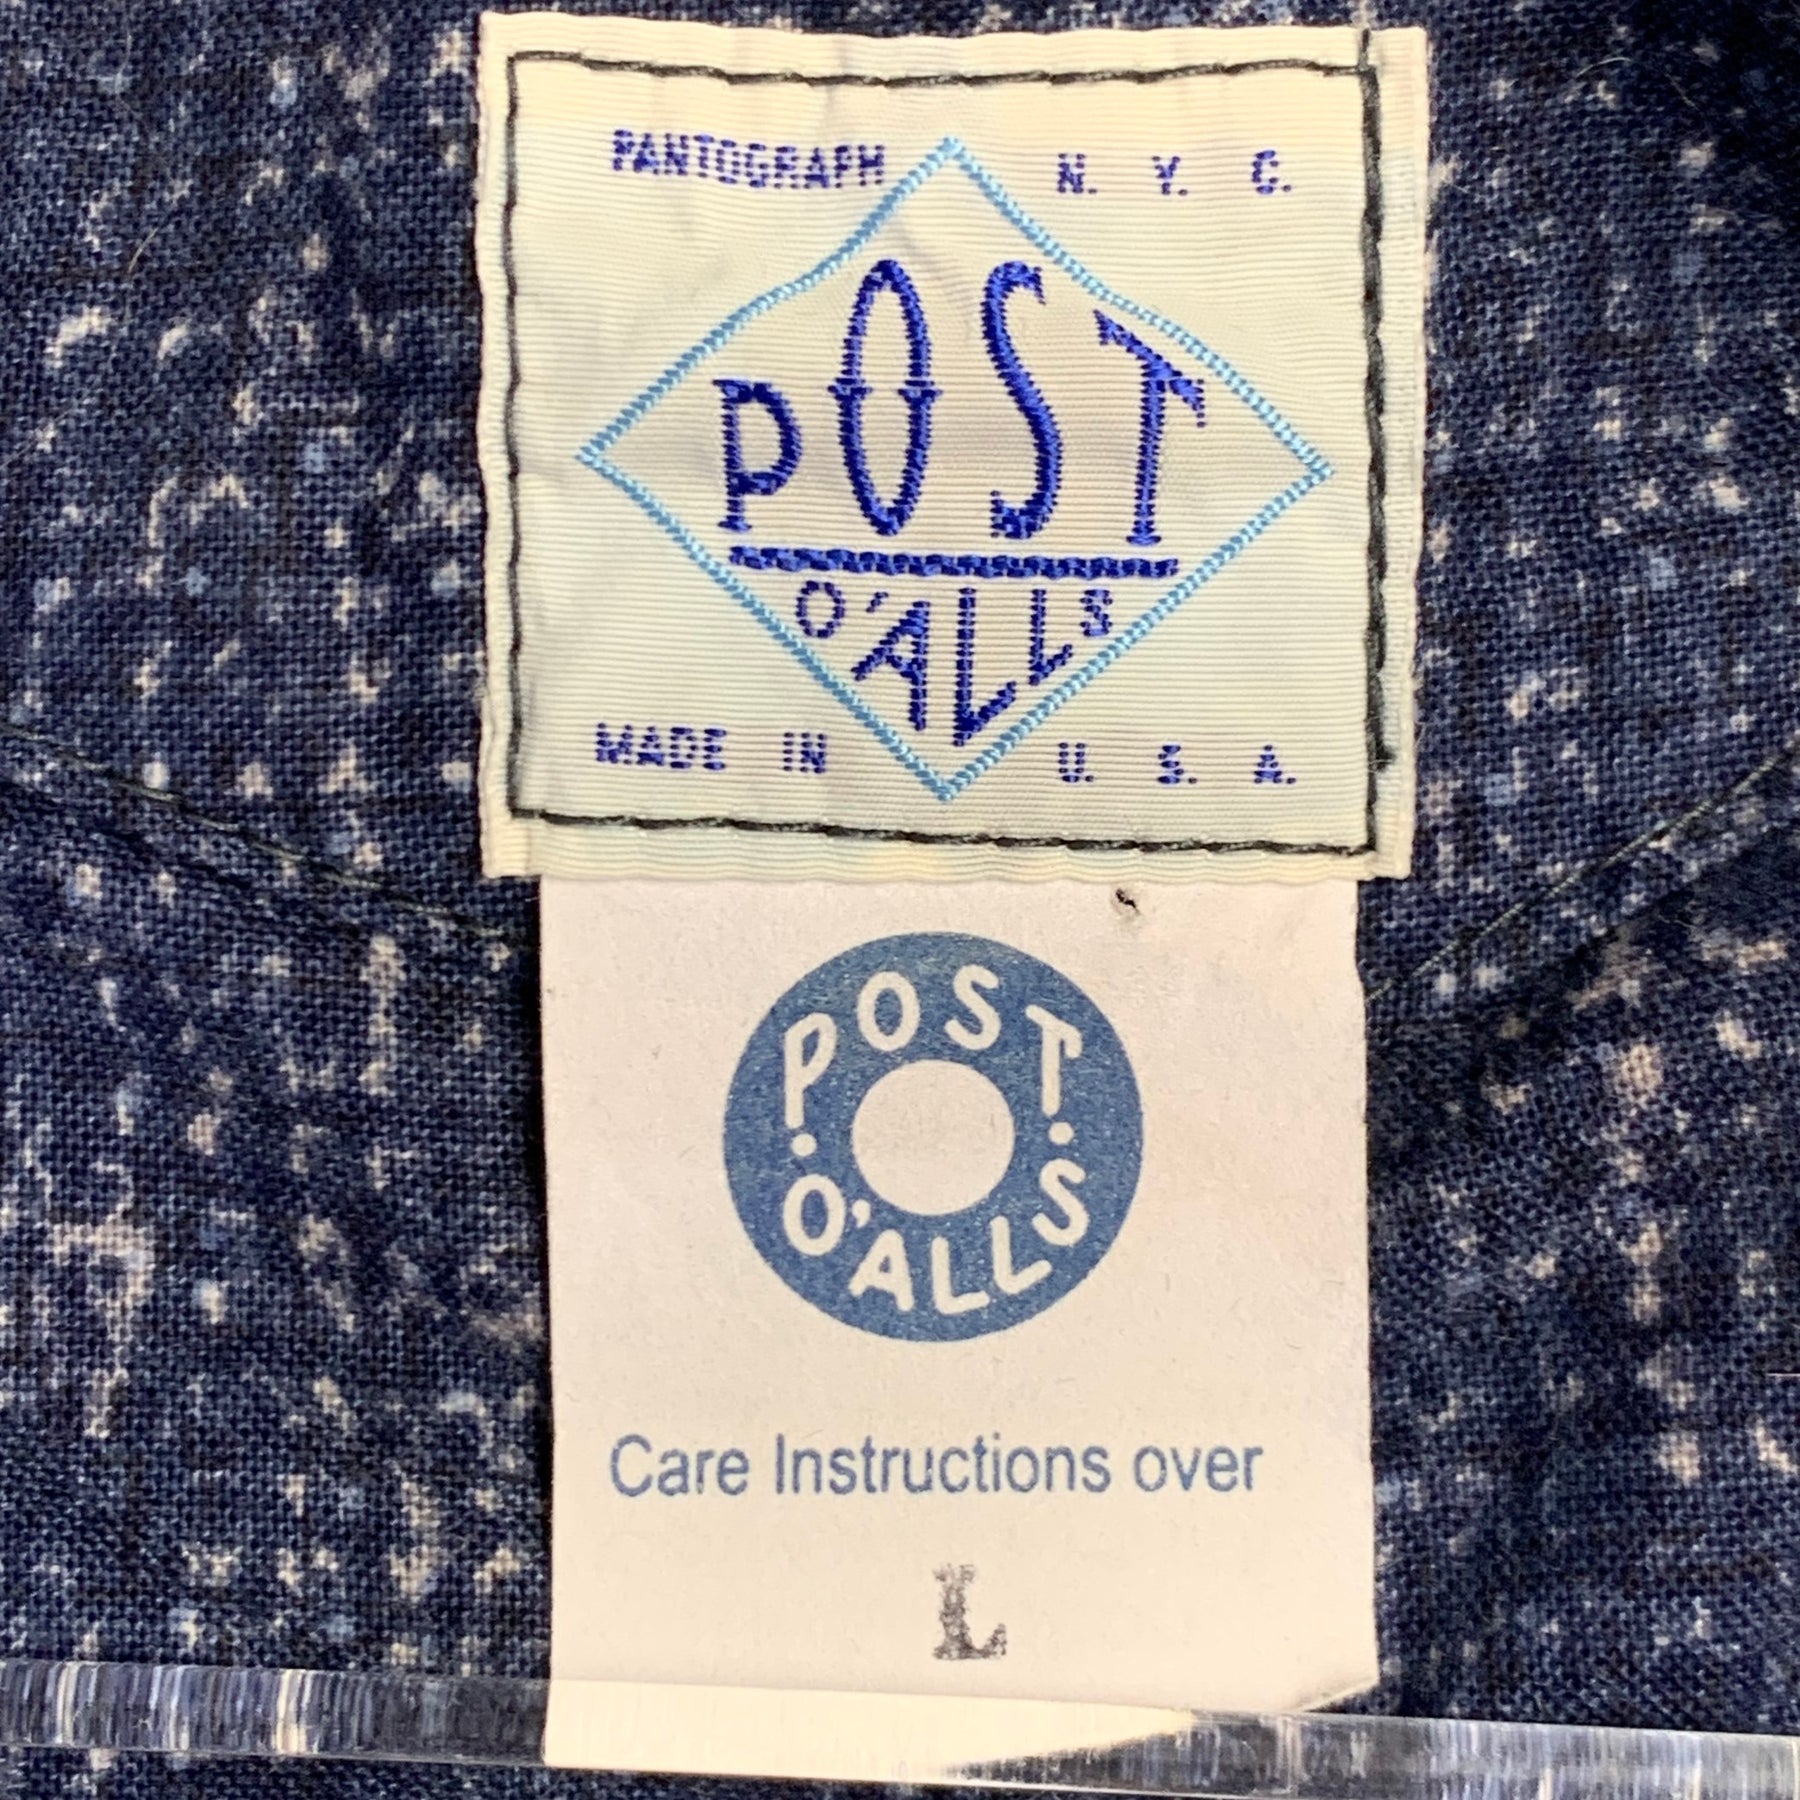 PANTOGRAPH N. Y. C.
POST
O'ALLS
MADE IN U. S. A.
POST
O'ALLS
Care Instructions over
L